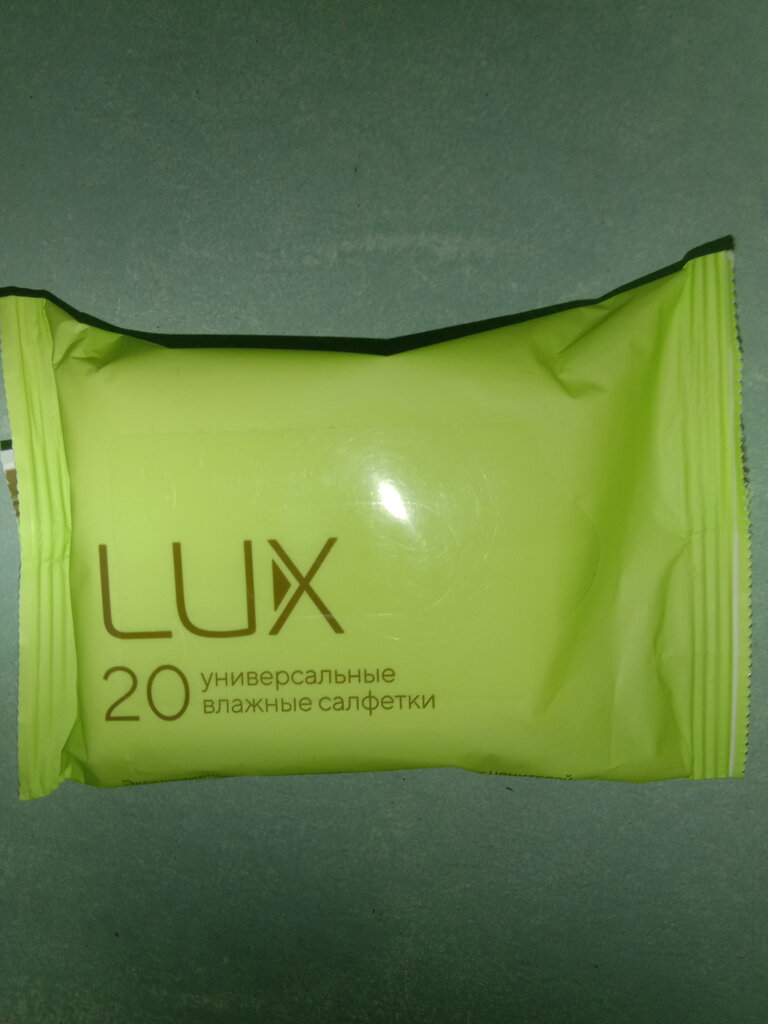 LUX
20 универсальные
влажные салфетки